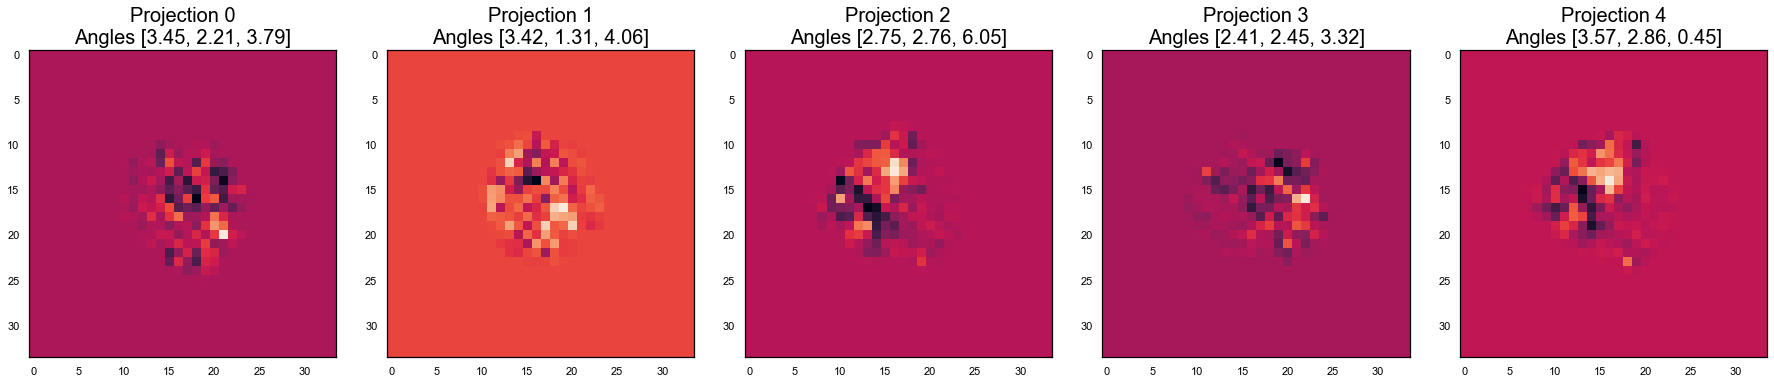 Projection 0
Angles [3.45, 2.21, 3.79]
0
5
10
15
20
25
30
0 5 10 15 20 25 30
Projection 1
Angles [3.42, 1.31, 4.06]
0
5
10
15
20
25
30
0 5 10 15 20 25 30
Projection 2
Angles [2.75, 2.76, 6.05]
0
5
10
15
20
25
30
0 5 10 15 20 25 30
Projection 3
Angles [2.41, 2.45, 3.32]
0
5
10
15
20
25
30
0 5 10 15 20 25 30
Projection 4
Angles [3.57, 2.86, 0.45]
0
5
10
15
20
25
30
0 5 10 15 20 25 30